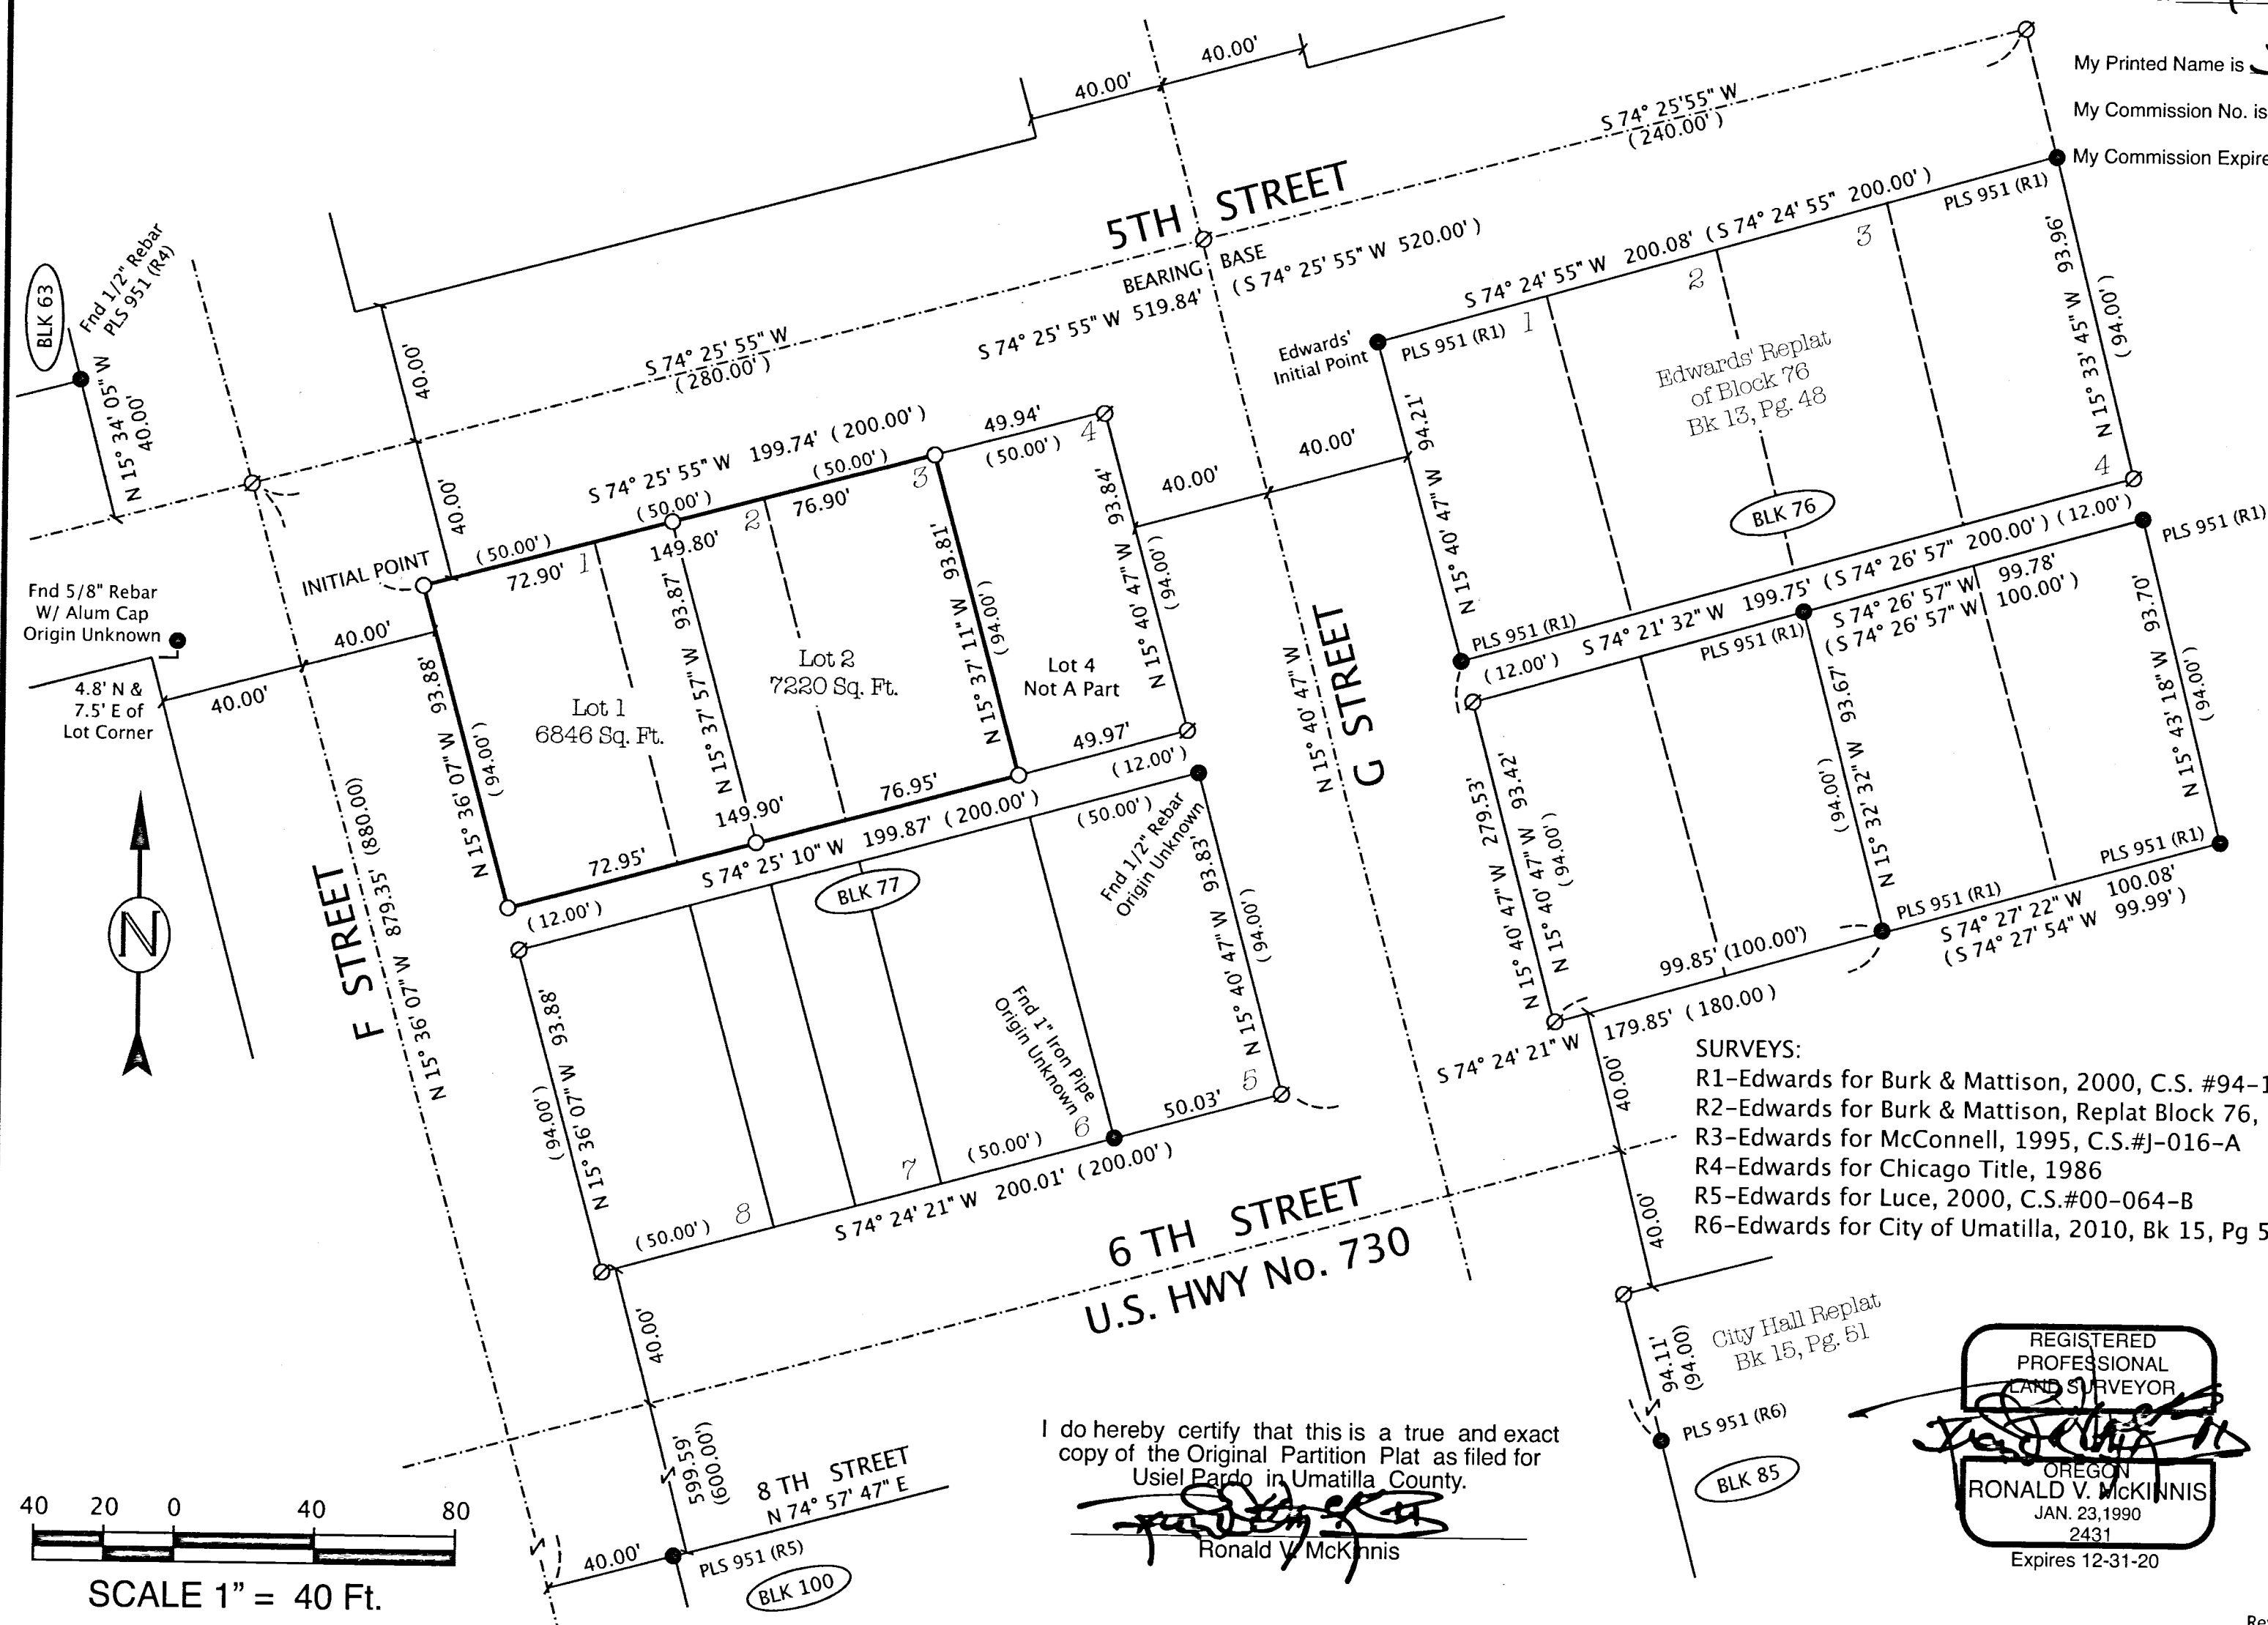 My Printed Name is
My Commission No. is
My Commission Expire
40.00'
40.00'
S 74° 25'55" W
(240.00')
5TH STREET
BEARING BASE
S 74° 25' 55" W 519.84' (S 74° 25' 55" W 520.00')
S 74° 25' 55" W
(280.00')
BLK 63
Fnd 1/2" Rebar
PLS 951 (R4)
N 15° 34' 05" W
40.00'
40.00'
40.00'
INITIAL POINT
Fnd 5/8" Rebar
W/ Alum Cap
Origin Unknown
4.8' N &
7.5' E of
Lot Corner
40.00'
40.00'
S 74° 25' 55" W 199.74' (200.00')
(50.00')
(50.00')
(50.00')
49.94'
(50.00')
72.90'
149.80'
76.90'
1
2
3
4
N 15° 36' 07" W 93.88'
(94.00')
Lot 1
6846 Sq. Ft.
N 15° 37' 57" W 93.87'
Lot 2
7220 Sq. Ft.
N 15° 37' 11" W 93.81'
(94.00')
Lot 4
Not A Part
N 15° 40' 47" W 93.84'
(94.00')
40.00'
40.00'
72.95'
149.90'
76.95'
49.97'
(12.00')
(12.00')
S 74° 25' 10" W 199.87' (200.00')
BLK 77
(50.00')
Fnd 1/2" Rebar
Origin Unknown
N 15° 40' 47" W 93.83'
(94.00')
N 15° 36' 07" W 93.88'
(94.00')
Fnd 1" Iron Pipe
Origin Unknown
5
6
7
8
50.03'
(50.00')
(50.00')
S 74° 24' 21" W 200.01' (200.00')
F STREET
N 15° 36' 07" W 879.35' (880.00)
N
G STREET
N 15° 40' 47" W
Edwards'
Initial Point
PLS 951 (R1)
S 74° 24' 55" W 200.08' (S 74° 24' 55" 200.00')
PLS 951 (R1)
1
2
3
4
Edwards' Replat
of Block 76
Bk 13, Pg. 48
BLK 76
N 15° 40' 47" W 94.21'
N 15° 33' 45" W 93.96'
(94.00')
PLS 951 (R1)
S 74° 21' 32" W 199.75' (S 74° 26' 57" 200.00') (12.00')
(12.00')
PLS 951 (R1)
S 74° 26' 57" W 99.78'
(S 74° 26' 57" W 100.00')
PLS 951 (R1)
N 15° 40' 47" W 279.53'
N 15° 40' 47" W 93.42'
(94.00')
N 15° 32' 32" W 93.67'
(94.00')
N 15° 43' 18" W 93.70'
(94.00')
PLS 951 (R1)
PLS 951 (R1)
99.85' (100.00')
S 74° 27' 22" W 100.08'
(S 74° 27' 54" W 99.99')
S 74° 24' 21" W 179.85' (180.00)
40.00'
40.00'
SURVEYS:
R1-Edwards for Burk & Mattison, 2000, C.S. #94-1
R2-Edwards for Burk & Mattison, Replat Block 76,
R3-Edwards for McConnell, 1995, C.S.#J-016-A
R4-Edwards for Chicago Title, 1986
R5-Edwards for Luce, 2000, C.S.#00-064-B
R6-Edwards for City of Umatilla, 2010, Bk 15, Pg 5
6 TH STREET
U.S. HWY No. 730
40.00'
599.59'
(600.00')
8 TH STREET
N 74° 57' 47" E
40.00'
PLS 951 (R5)
BLK 100
City Hall Replat
Bk 15, Pg. 51
94.11'
(94.00)
PLS 951 (R6)
BLK 85
I do hereby certify that this is a true and exact
copy of the Original Partition Plat as filed for
Usiel Pardo in Umatilla County.
Ronald V. McKinnis
REGISTERED
PROFESSIONAL
LAND SURVEYOR
OREGON
RONALD V. McKINNIS
JAN. 23,1990
2431
Expires 12-31-20
40 20 0 40 80
SCALE 1" = 40 Ft.